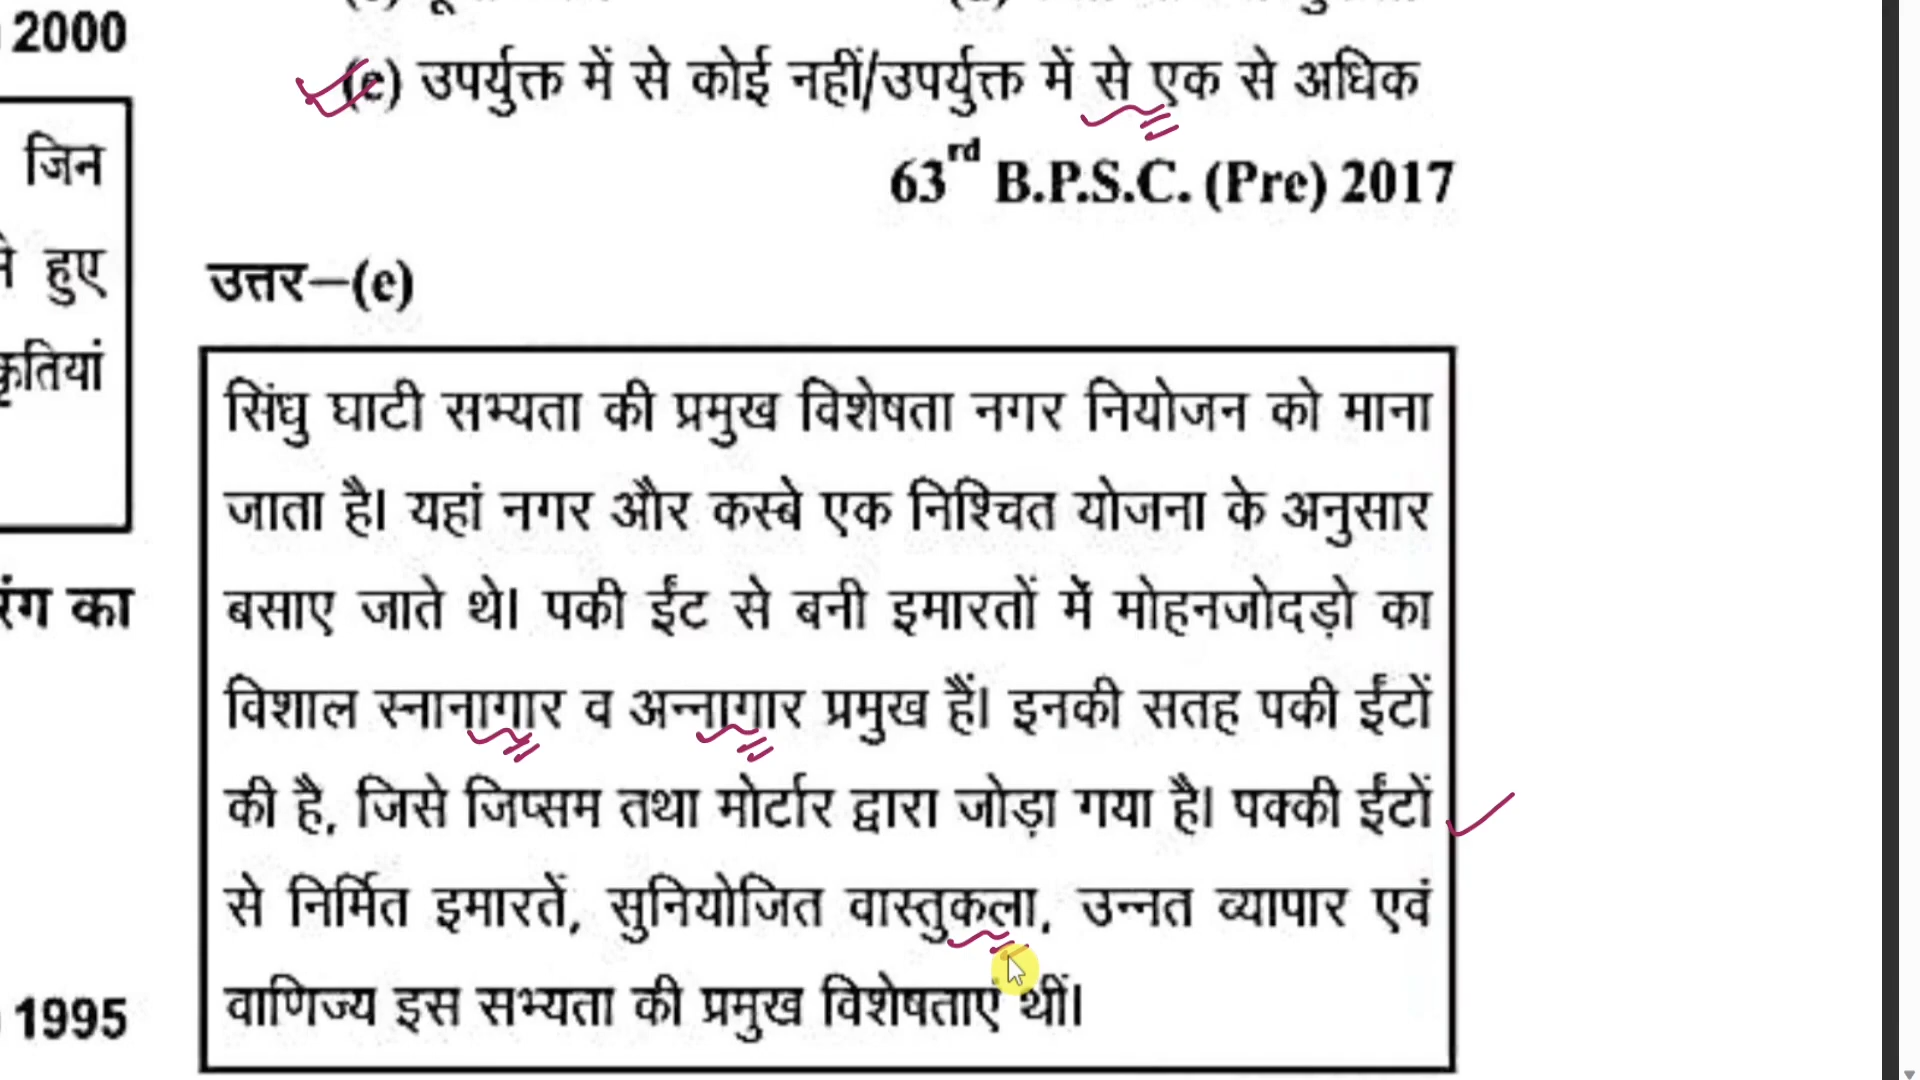 2000
जिन
हुए
1995
रंग का
(e) उपर्युक्त में से कोई नहीं/उपर्युक्त में से एक से अधिक
63rd B.P.S.C. (Pre) 2017
उत्तर—(e)
सिंधु घाटी सभ्यता की प्रमुख विशेषता नगर नियोजन को माना
जाता है। यहां नगर और कस्बे एक निश्चित योजना के अनुसार
बसाए जाते थे। पकी ईंट से बनी इमारतों में मोहनजोदड़ो का
विशाल स्नानागार व अन्नागार प्रमुख हैं। इनकी सतह पकी ईंटों
की है, जिसे जिप्सम तथा मोर्टार द्वारा जोड़ा गया है। पक्की ईंटों
से निर्मित इमारतें, सुनियोजित वास्तुकला, उन्नत व्यापार एवं
वाणिज्य इस सभ्यता की प्रमुख विशेषताएं थीं।